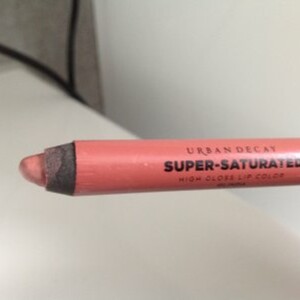 URBAN DECAY
SUPER-SATURATED
HIGH GLOSS LIP COLOR